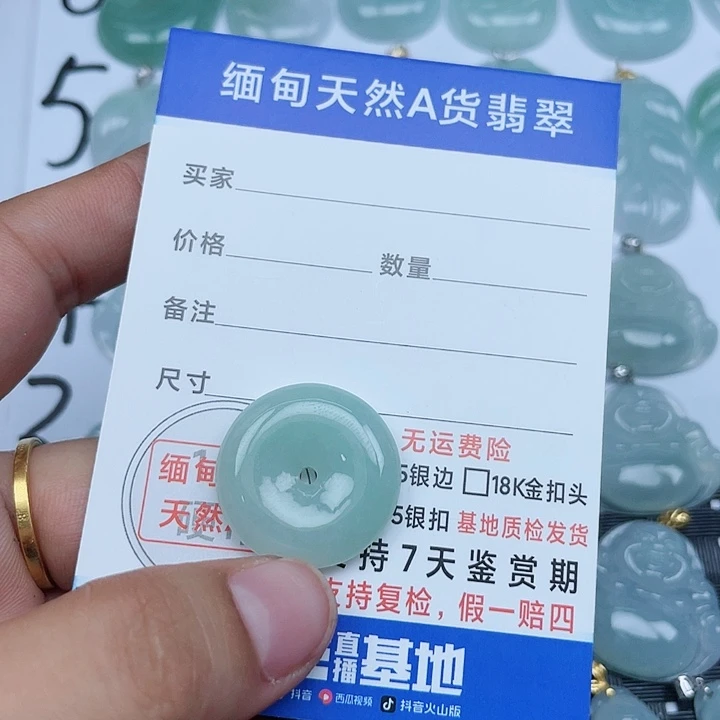 5
缅甸天然A货翡翠
买家
价格 数量
备注
尺寸
无运费险
缅甸
天然
5银边 □18K金扣头
5银扣 基地质检发货
持7天鉴赏期
支持复检，假一赔四
直播基地
抖音 西瓜视频 抖音火山版